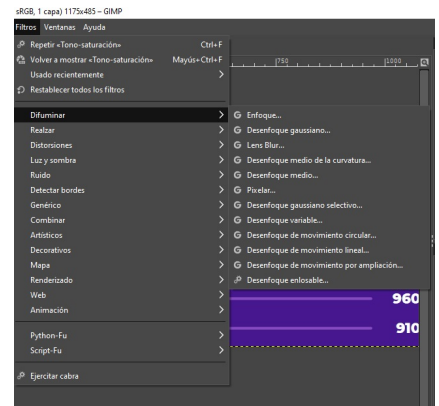 sRGB, 1 capa) 1175x485 – GIMP
Filtros Ventanas Ayuda
Repetir «Tono-saturación» Ctrl+F
Volver a mostrar «Tono-saturación» Mayús+Ctrl+F
Usado recientemente
Restablecer todos los filtros
750 1000
Difuminar
Realzar
Distorsiones
Luz y sombra
Ruido
Detectar bordes
Genérico
Combinar
Artísticos
Decorativos
Mapa
Renderizado
Web
Animación
Python-Fu
Script-Fu
Ejercitar cabra
Enfoque...
Desenfoque gaussiano...
Lens Blur...
Desenfoque medio de la curvatura...
Desenfoque medio...
Pixelar...
Desenfoque gaussiano selectivo...
Desenfoque variable...
Desenfoque de movimiento circular...
Desenfoque de movimiento lineal...
Desenfoque de movimiento por ampliación...
Desenfoque enlosable...
960
910